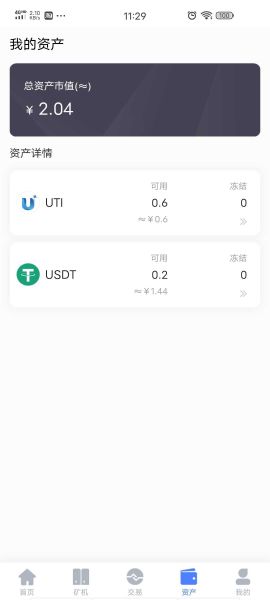 4G 2.10 KB/s ··· 11:29 100
我的资产
总资产市值(≈)
¥ 2.04
资产详情
可用 冻结
UTI 0.6 0
≈¥0.6
可用 冻结
USDT 0.2 0
≈¥1.44
首页 矿机 交易 资产 我的